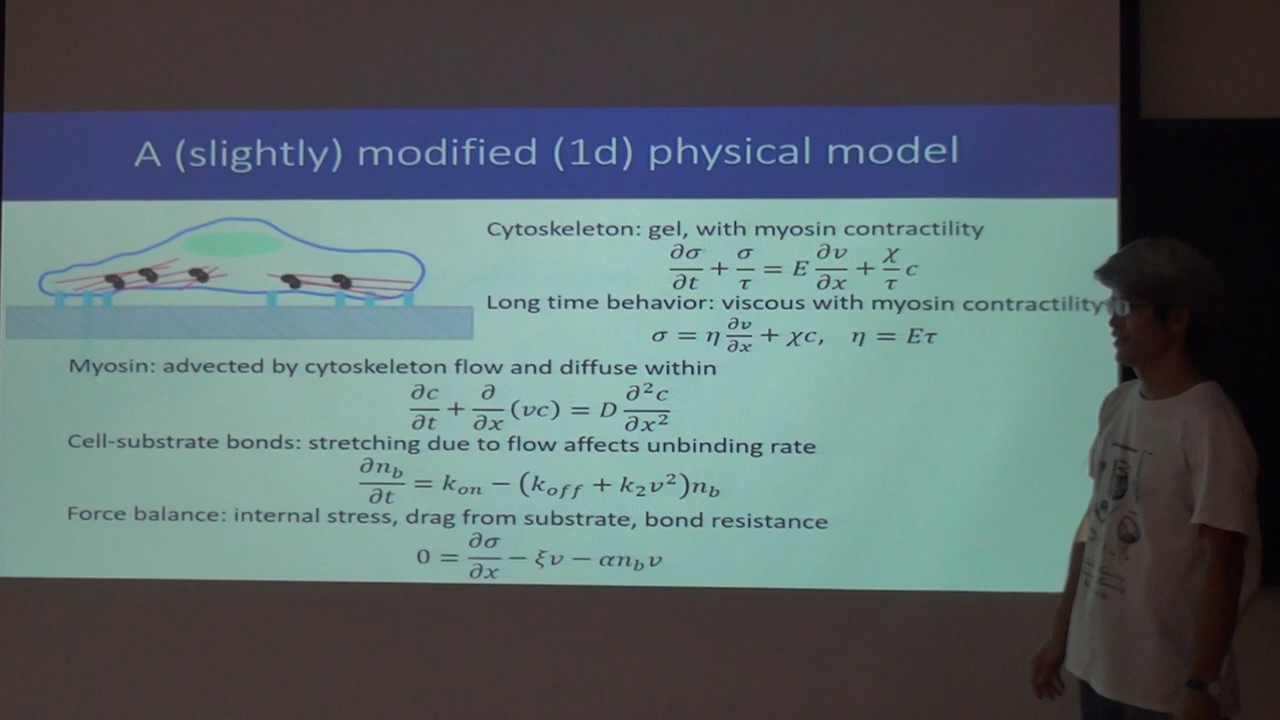 A (slightly) modified (1d) physical model
Cytoskeleton: gel, with myosin contractility
∂σ/∂t + σ/τ = E ∂v/∂x + χ/τ c
Long time behavior: viscous with myosin contractility
σ = η ∂v/∂x + χc, η = Eτ
Myosin: advected by cytoskeleton flow and diffuse within
∂c/∂t + ∂/∂x (vc) = D ∂²c/∂x²
Cell-substrate bonds: stretching due to flow affects unbinding rate
∂n_b/∂t = k_on − (k_off + k₂v²)n_b
Force balance: internal stress, drag from substrate, bond resistance
0 = ∂σ/∂x − ξv − αn_b v